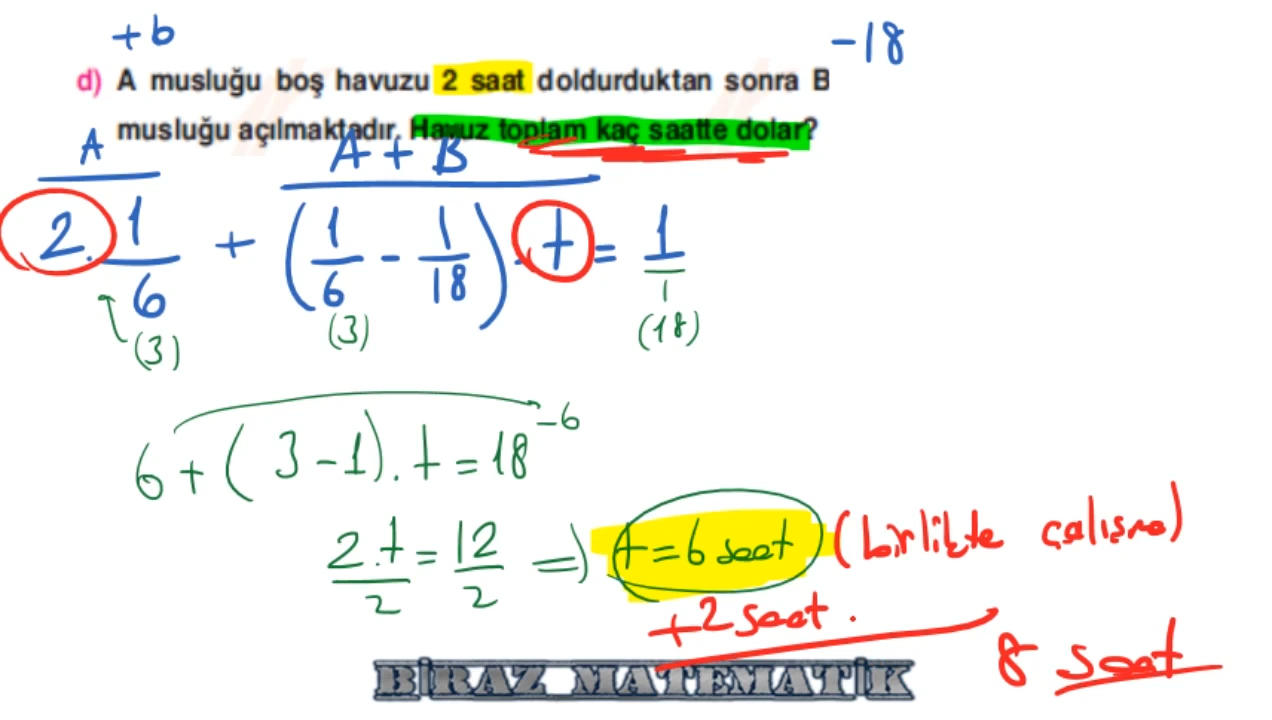 +6 -18
d) A musluğu boş havuzu 2 saat doldurduktan sonra B
musluğu açılmaktadır. Havuz toplam kaç saatte dolar?
A A + B
2 . 1/6 + (1/6 - 1/18) . t = 1/1
(3) (3) (18)
6 + (3 - 1) . t = 18 -6
2.t/2 = 12/2 => t = 6 saat (birlikte çalışma)
+2 saat.
8 saat
BİRAZ MATEMATİK